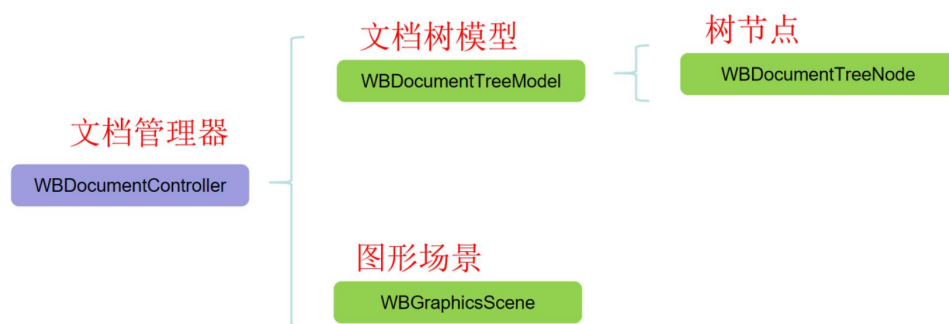 文档树模型
WBDocumentTreeModel
树节点
WBDocumentTreeNode
文档管理器
WBDocumentController
图形场景
WBGraphicsScene